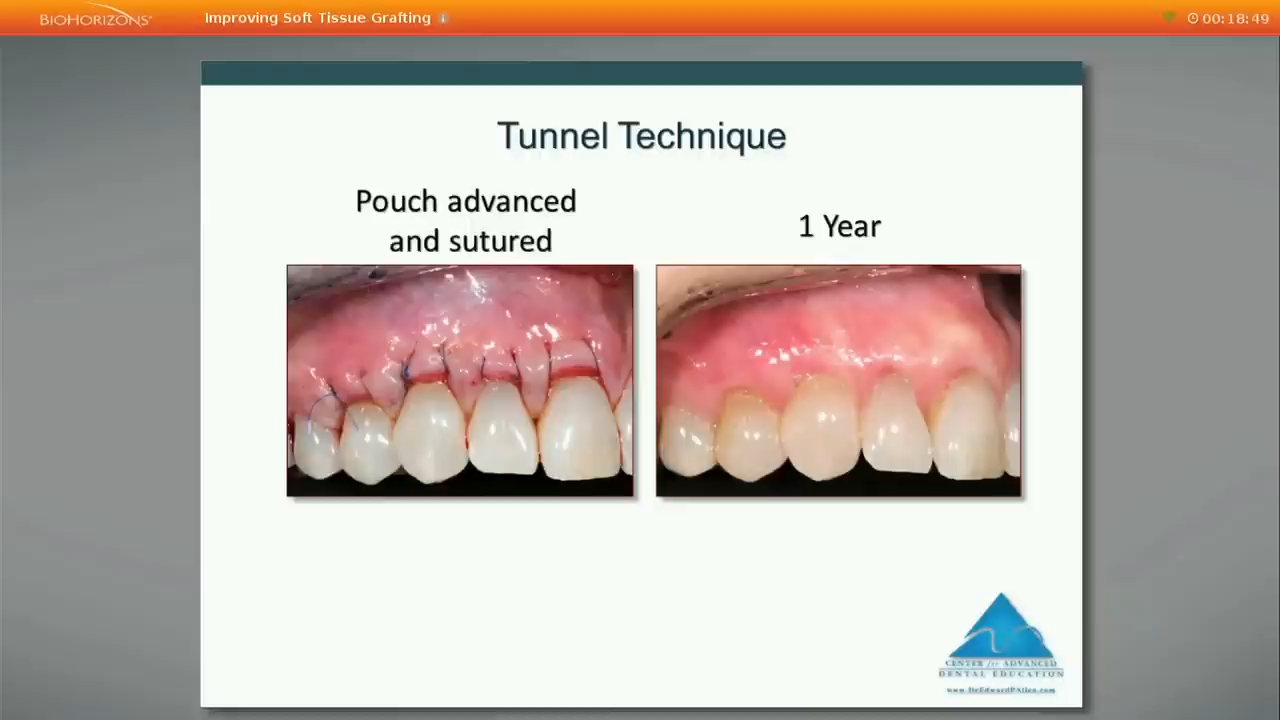 BIOHORIZONS®
Improving Soft Tissue Grafting
00:18:49
Tunnel Technique
Pouch advanced
and sutured
1 Year
CENTER for ADVANCED
DENTAL EDUCATION
www.DrEdwardPAllen.com